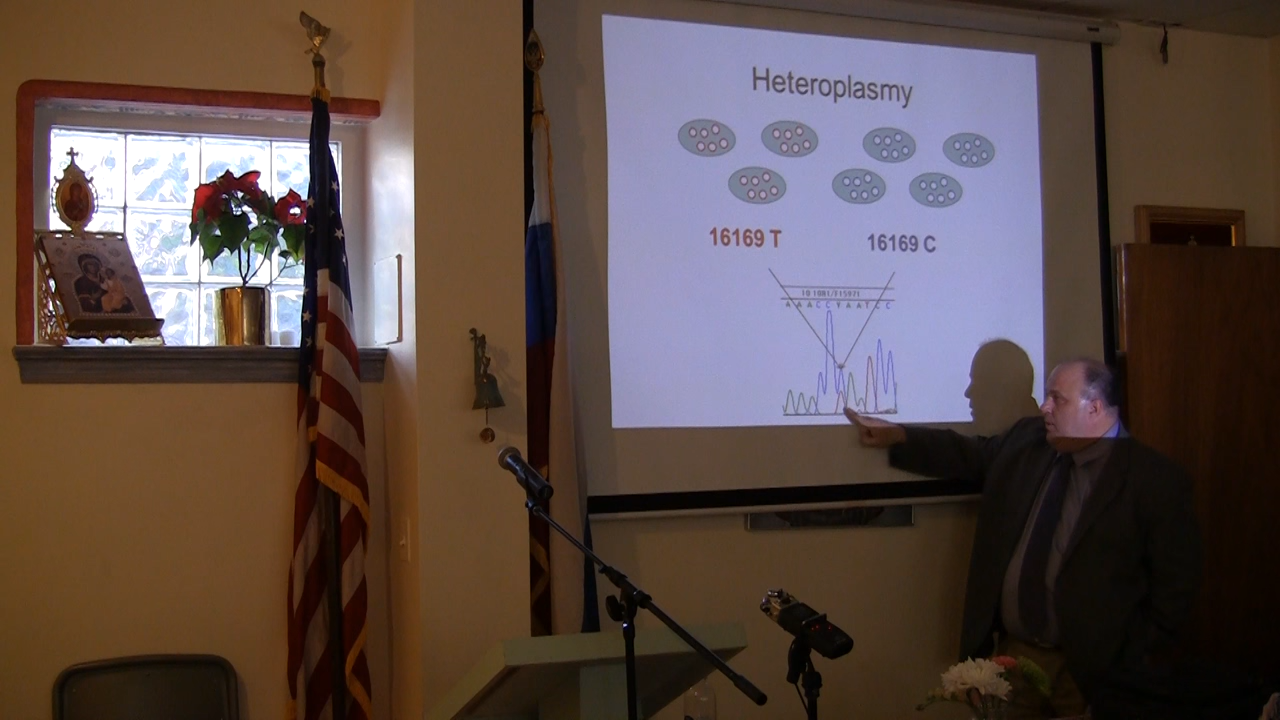 Heteroplasmy
16169 T
16169 C
A A A C C Y A A T C C